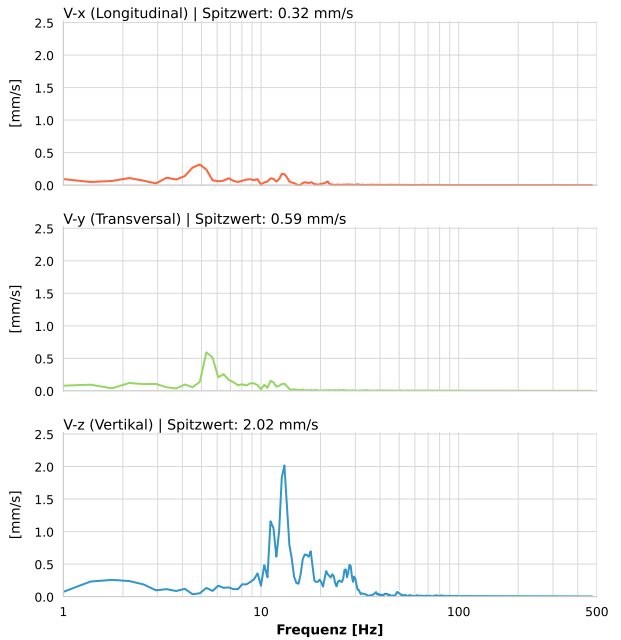 V-x (Longitudinal) | Spitzwert: 0.32 mm/s
2.5
2.0
1.5
1.0
0.5
0.0
[mm/s]
V-y (Transversal) | Spitzwert: 0.59 mm/s
2.5
2.0
1.5
1.0
0.5
0.0
[mm/s]
V-z (Vertikal) | Spitzwert: 2.02 mm/s
2.5
2.0
1.5
1.0
0.5
0.0
[mm/s]
1 10 100 500
Frequenz [Hz]